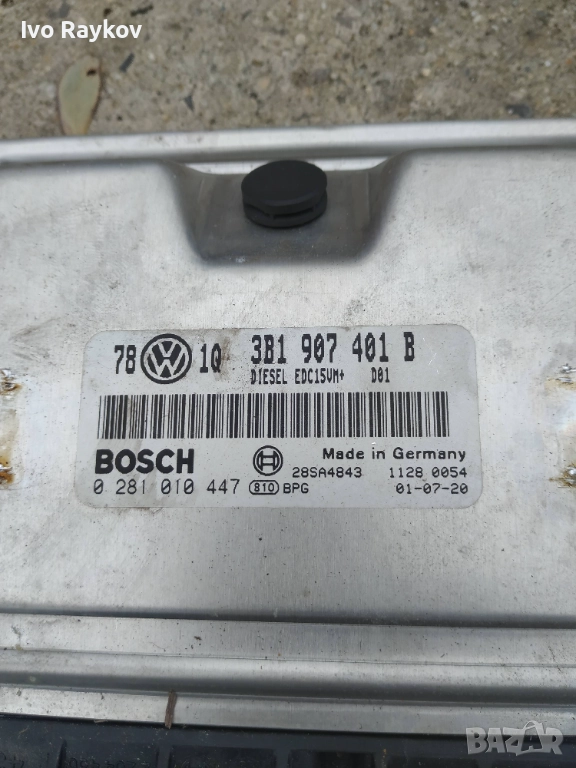 Ivo Raykov
78 VW 1Q 3B1 907 401 B
DIESEL EDC15VM+ D01
BOSCH
Made in Germany
28SA4843 1128 0054
0 281 010 447 810 BPG 01-07-20
BAZAR